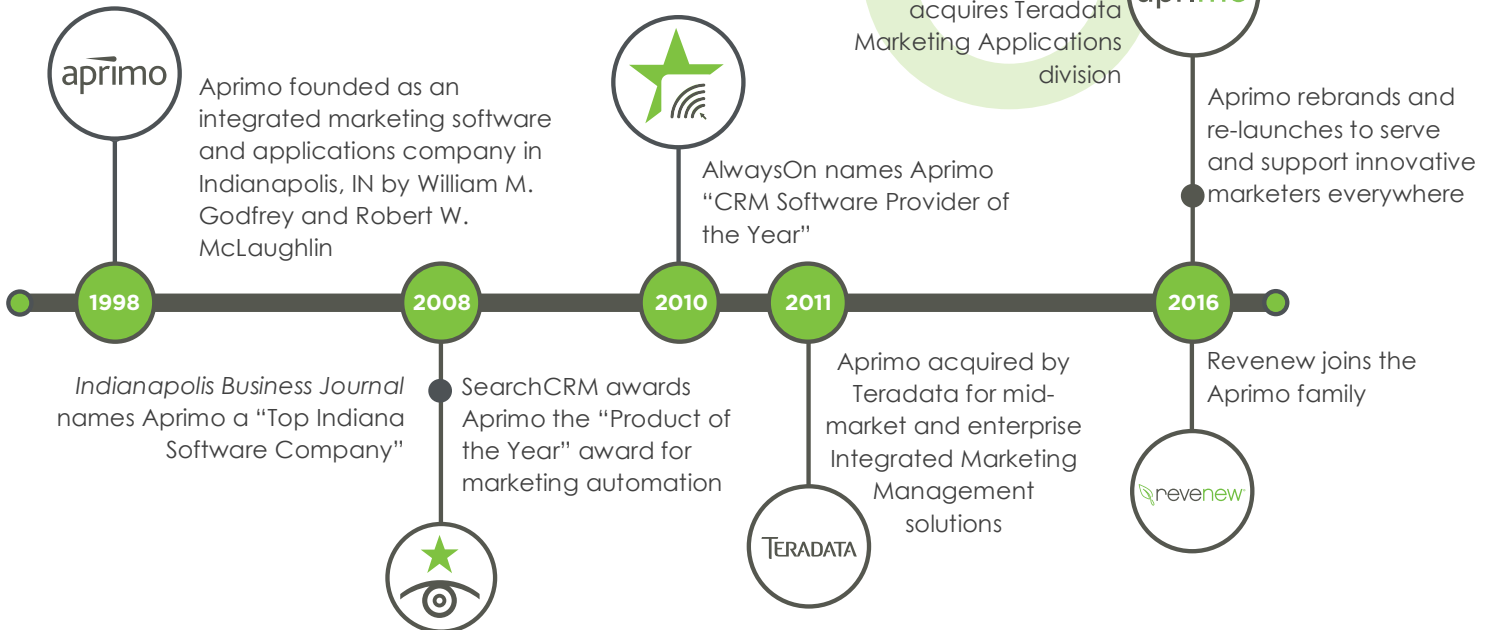 acquires Teradata
Marketing Applications
division
aprimo
Aprimo founded as an
integrated marketing software
and applications company in
Indianapolis, IN by William M.
Godfrey and Robert W.
McLaughlin
AlwaysOn names Aprimo
“CRM Software Provider of
the Year”
Aprimo rebrands and
re-launches to serve
and support innovative
marketers everywhere
1998
2008
2010
2011
2016
Indianapolis Business Journal
names Aprimo a “Top Indiana
Software Company”
SearchCRM awards
Aprimo the “Product of
the Year” award for
marketing automation
Aprimo acquired by
Teradata for mid-
market and enterprise
Integrated Marketing
Management
solutions
TERADATA
Revenew joins the
Aprimo family
revenew